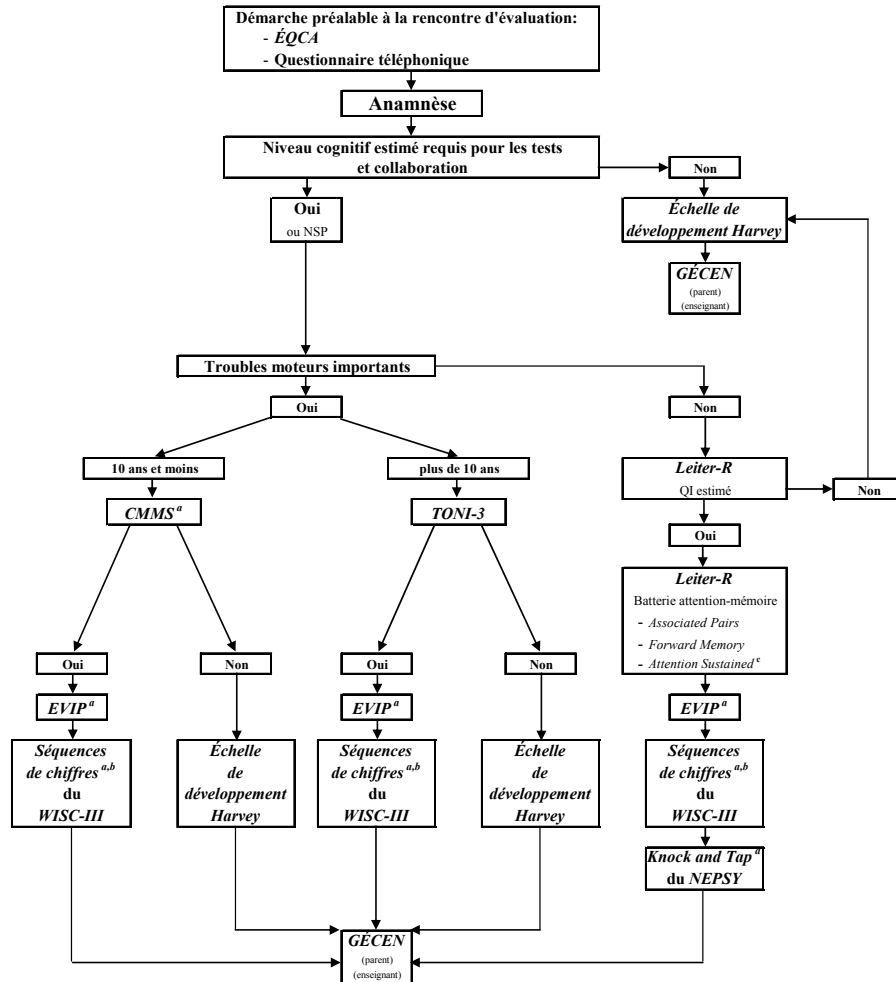 Démarche préalable à la rencontre d'évaluation:
- ÉQCA
- Questionnaire téléphonique
Anamnèse
Niveau cognitif estimé requis pour les tests
et collaboration
Non
Oui
ou NSP
Échelle de
développement Harvey
GÉCEN
(parent)
(enseignant)
Troubles moteurs importants
Oui
Non
10 ans et moins
plus de 10 ans
Leiter-R
QI estimé
Non
CMMS a
TONI-3
Oui
Leiter-R
Batterie attention-mémoire
- Associated Pairs
- Forward Memory
- Attention Sustained c
Oui
Non
Oui
Non
EVIP a
EVIP a
EVIP a
Séquences
de chiffres a,b
du
WISC-III
Échelle
de
développement
Harvey
Séquences
de chiffres a,b
du
WISC-III
Échelle
de
développement
Harvey
Séquences
de chiffres a,b
du
WISC-III
Knock and Tap a
du NEPSY
GÉCEN
(parent)
(enseignant)